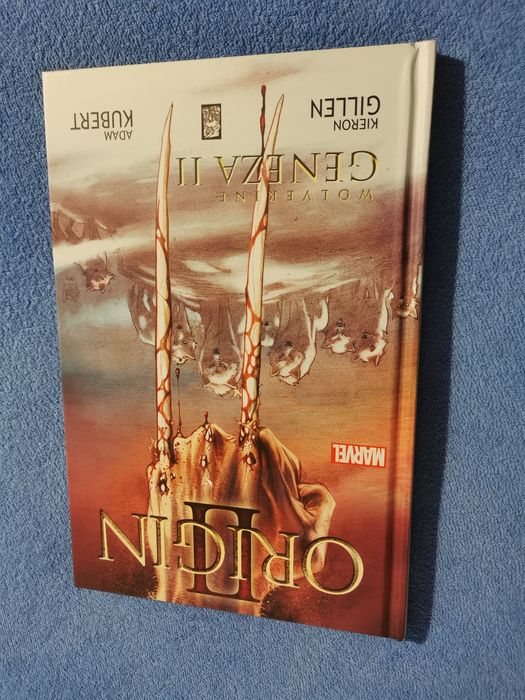 ORIGIN
II
MARVEL
WOLVERINE
GENEZA II
KIERON
GILLEN
ADAM
KUBERT